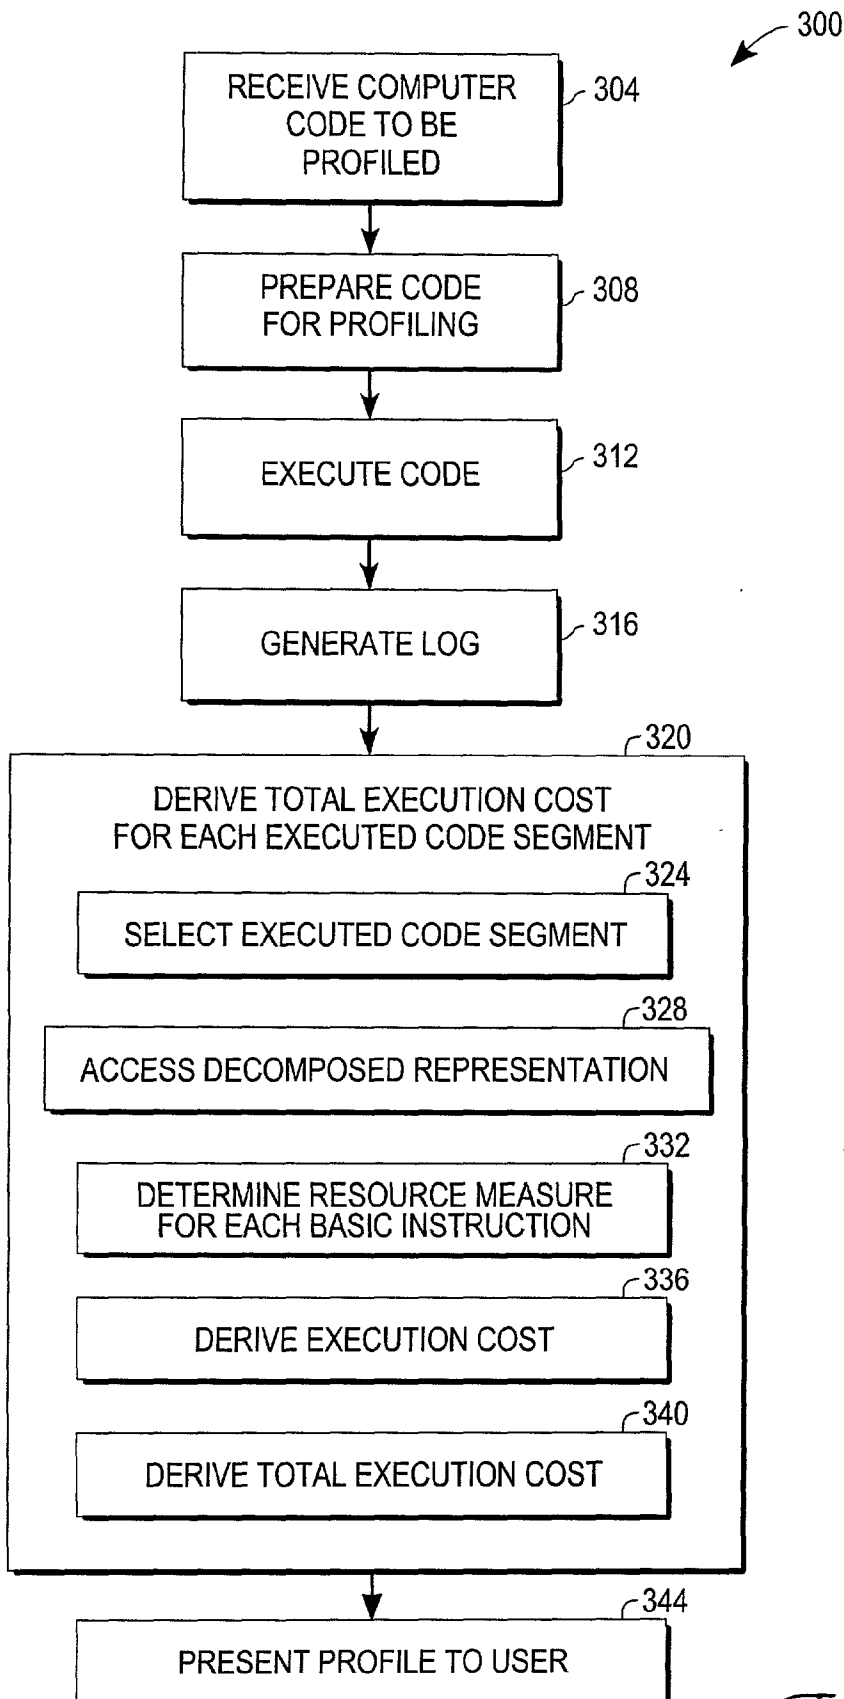 300
RECEIVE COMPUTER
CODE TO BE
PROFILED
304
PREPARE CODE
FOR PROFILING
308
EXECUTE CODE
312
GENERATE LOG
316
320
DERIVE TOTAL EXECUTION COST
FOR EACH EXECUTED CODE SEGMENT
324
SELECT EXECUTED CODE SEGMENT
328
ACCESS DECOMPOSED REPRESENTATION
332
DETERMINE RESOURCE MEASURE
FOR EACH BASIC INSTRUCTION
336
DERIVE EXECUTION COST
340
DERIVE TOTAL EXECUTION COST
344
PRESENT PROFILE TO USER